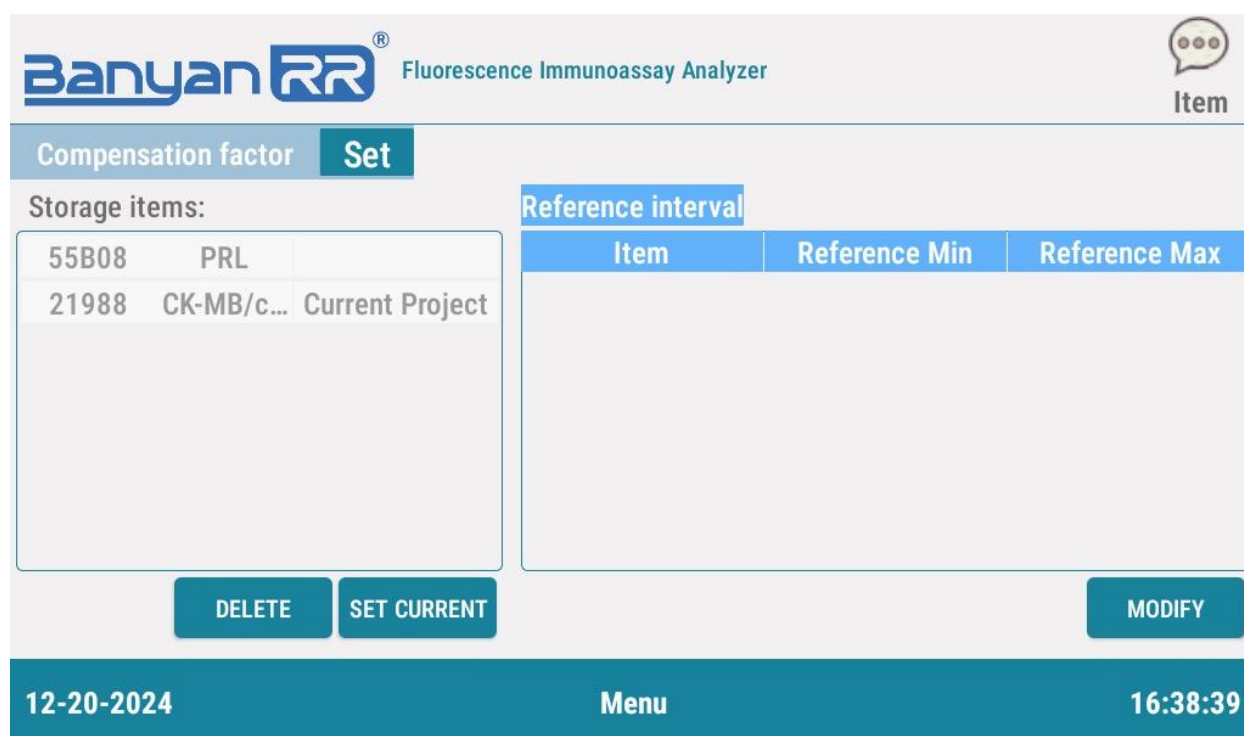 Banyan RR® Fluorescence Immunoassay Analyzer
Item
Compensation factor Set
Storage items:
55B08 PRL
21988 CK-MB/c... Current Project
DELETE SET CURRENT
Reference interval
Item Reference Min Reference Max
MODIFY
12-20-2024 Menu 16:38:39